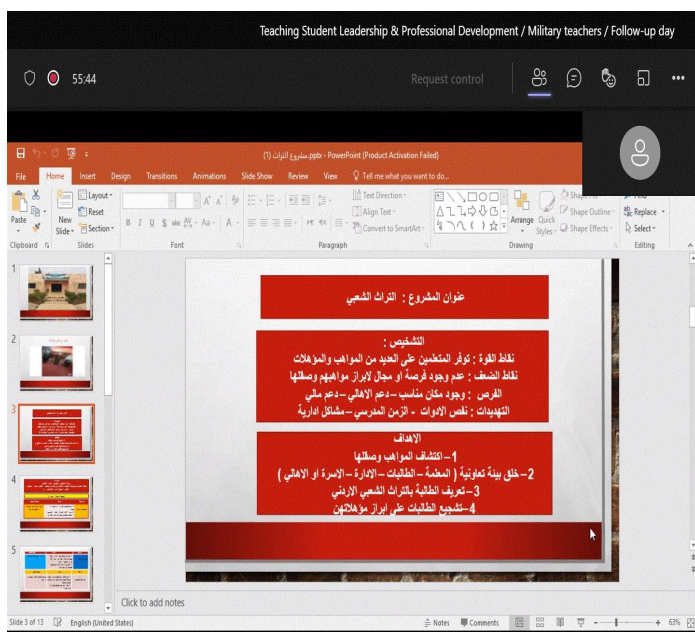 Teaching Student Leadership & Professional Development / Military teachers / Follow-up day
55:44
Request control
مشروع التراث (1).pptx - PowerPoint (Product Activation Failed)
File Home Insert Design Transitions Animations Slide Show Review View Tell me what you want to do...
Paste
New Slide
Layout
Reset
Section
Text Direction
Align Text
Convert to SmartArt
Arrange
Quick Styles
Shape Outline
Shape Effects
Replace
Select
Clipboard Slides Font Paragraph Drawing Editing
1
2
3
4
5
عنوان المشروع : التراث الشعبي
التشخيص :
نقاط القوة : توفر المتعلمين على العديد من المواهب والمؤهلات
نقاط الضعف : عدم وجود فرصة او مجال لابراز مواهبهم وصقلها
الفرص : وجود مكان مناسب – دعم الاهالي – دعم مالي
التهديدات : نقص الادوات - الزمن المدرسي – مشاكل ادارية
الاهداف
1– اكتشاف المواهب وصقلها
2– خلق بيئة تعاونية ( المعلمة – الطالبات – الادارة – الاسرة او الاهالي )
3– تعريف الطالبة بالتراث الشعبي الاردني
4– تشجيع الطالبات على ابراز مؤهلاتهن
Click to add notes
Slide 3 of 13 English (United States) Notes Comments 63%